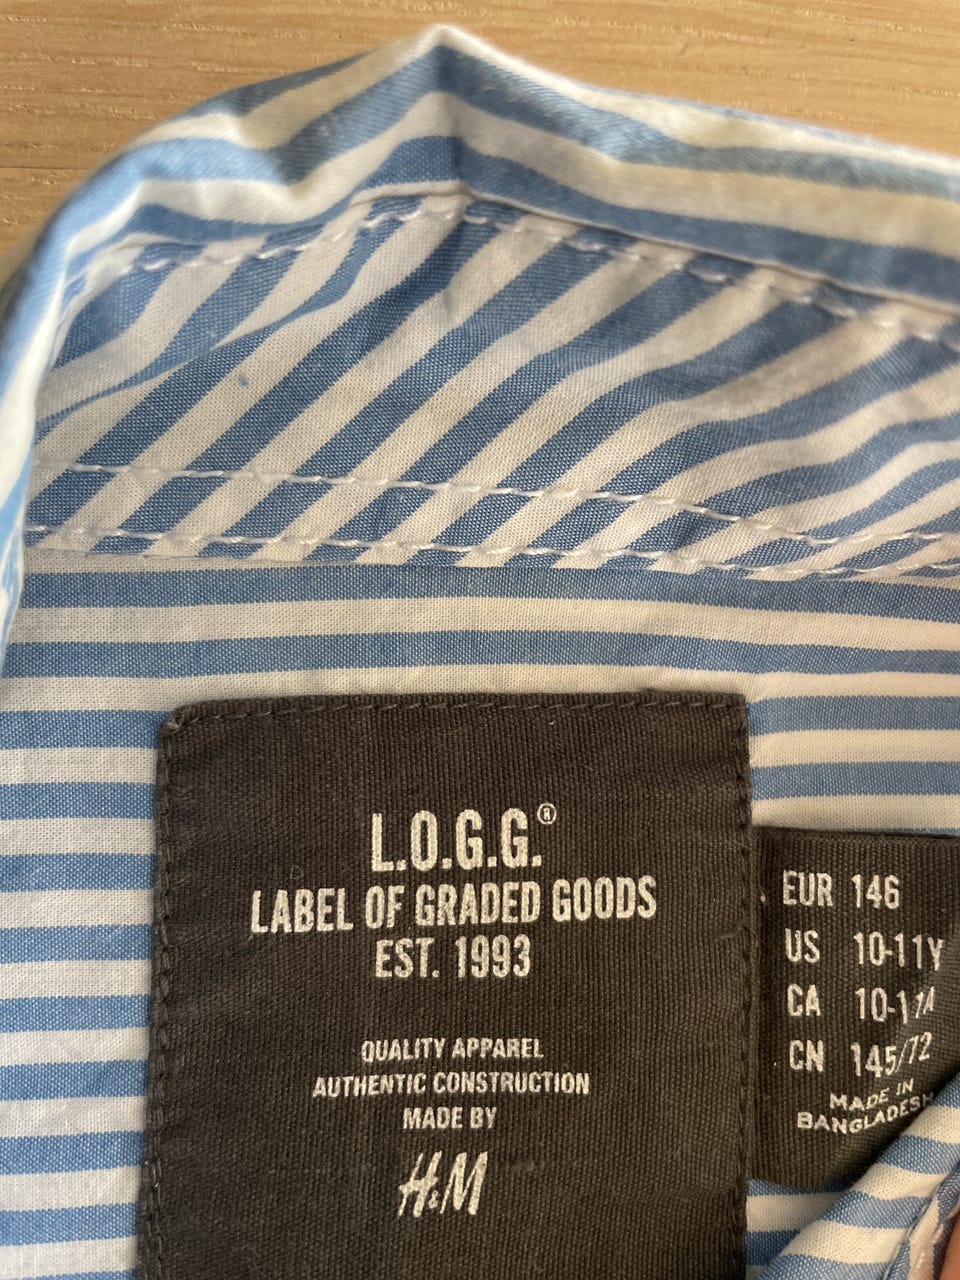 L.O.G.G.®
LABEL OF GRADED GOODS
EST. 1993
QUALITY APPAREL
AUTHENTIC CONSTRUCTION
MADE BY
H&M
EUR 146
US 10-11Y
CA 10-11A
CN 145/72
MADE IN
BANGLADESH